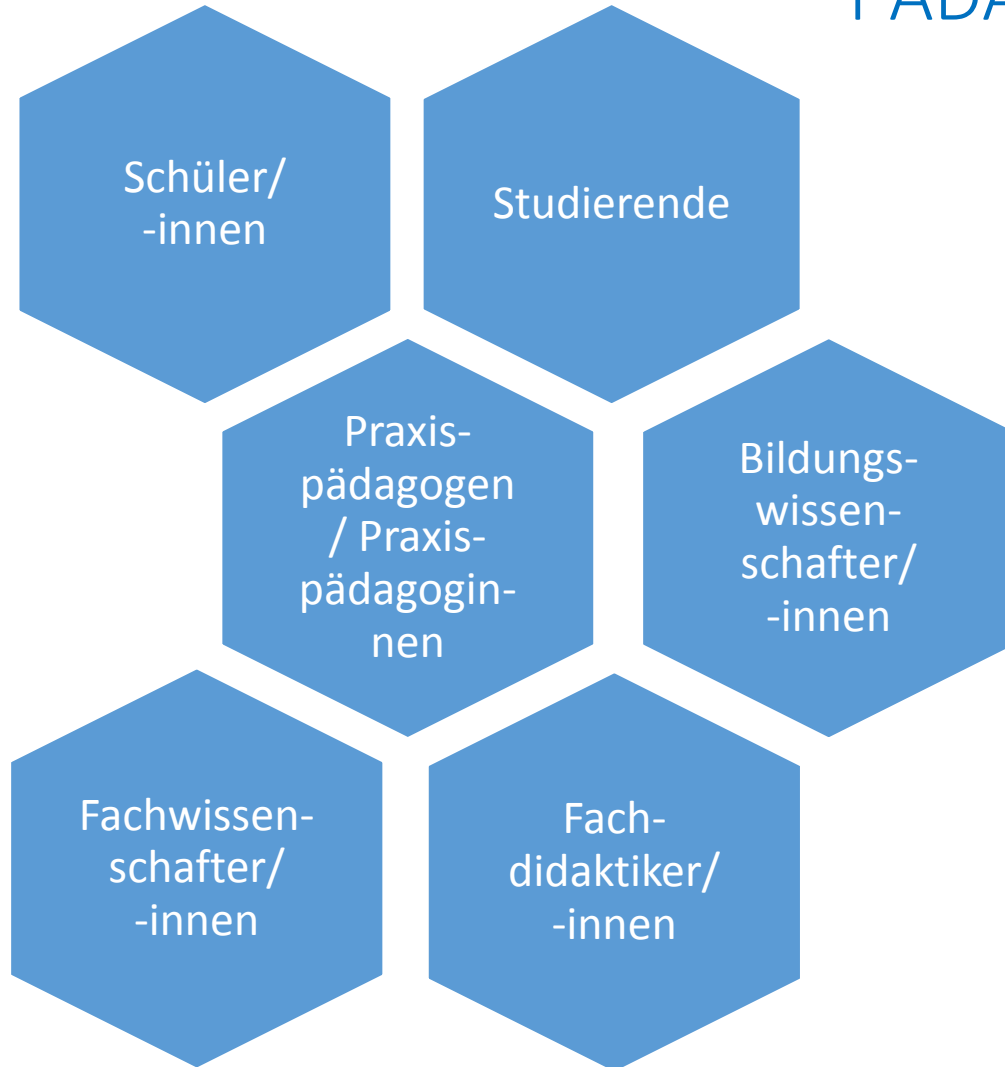 Schüler/
-innen
Studierende
Praxis-
pädagogen
/ Praxis-
pädagogin-
nen
Bildungs-
wissen-
schafter/
-innen
Fachwissen-
schafter/
-innen
Fach-
didaktiker/
-innen